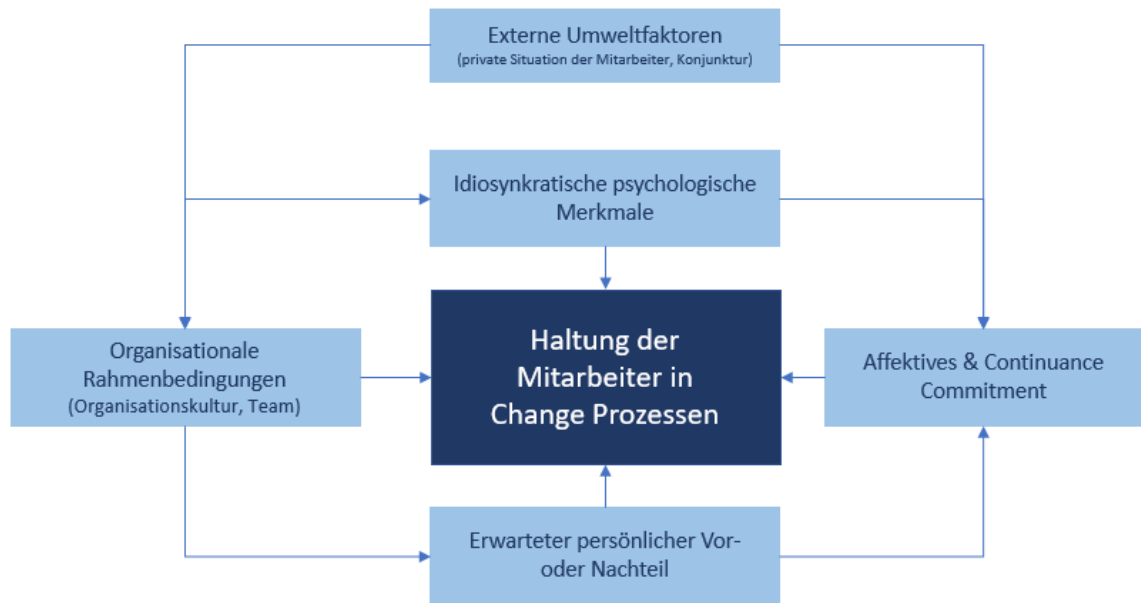 Externe Umweltfaktoren
(private Situation der Mitarbeiter, Konjunktur)
Idiosynkratische psychologische
Merkmale
Organisationale
Rahmenbedingungen
(Organisationskultur, Team)
Haltung der
Mitarbeiter in
Change Prozessen
Affektives & Continuance
Commitment
Erwarteter persönlicher Vor-
oder Nachteil